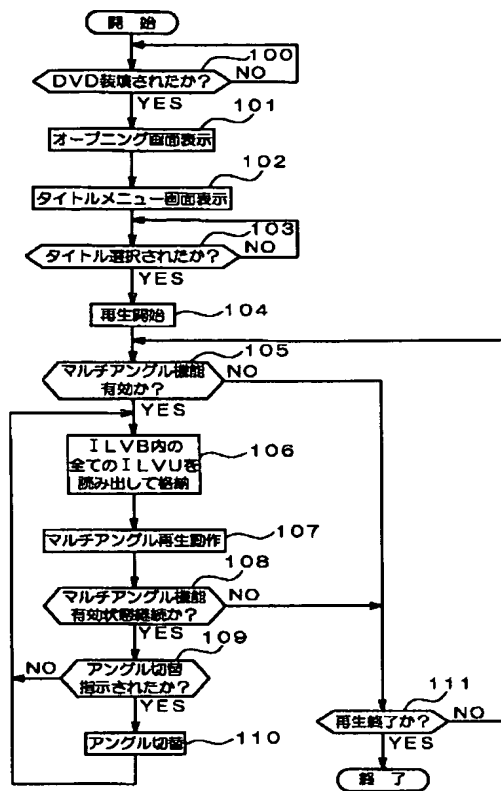 開始
100
DVD装填されたか？
NO
YES
101
オープニング画面表示
102
タイトルメニュー画面表示
103
タイトル選択されたか？
NO
YES
再生開始
104
105
マルチアングル機能
有効か？
NO
YES
ILVB内の
全てのILVUを
読み出して格納
106
107
マルチアングル再生動作
108
マルチアングル機能
有効状態継続か？
NO
YES
109
アングル切替
指示されたか？
NO
YES
アングル切替
110
111
再生終了か？
NO
YES
終了